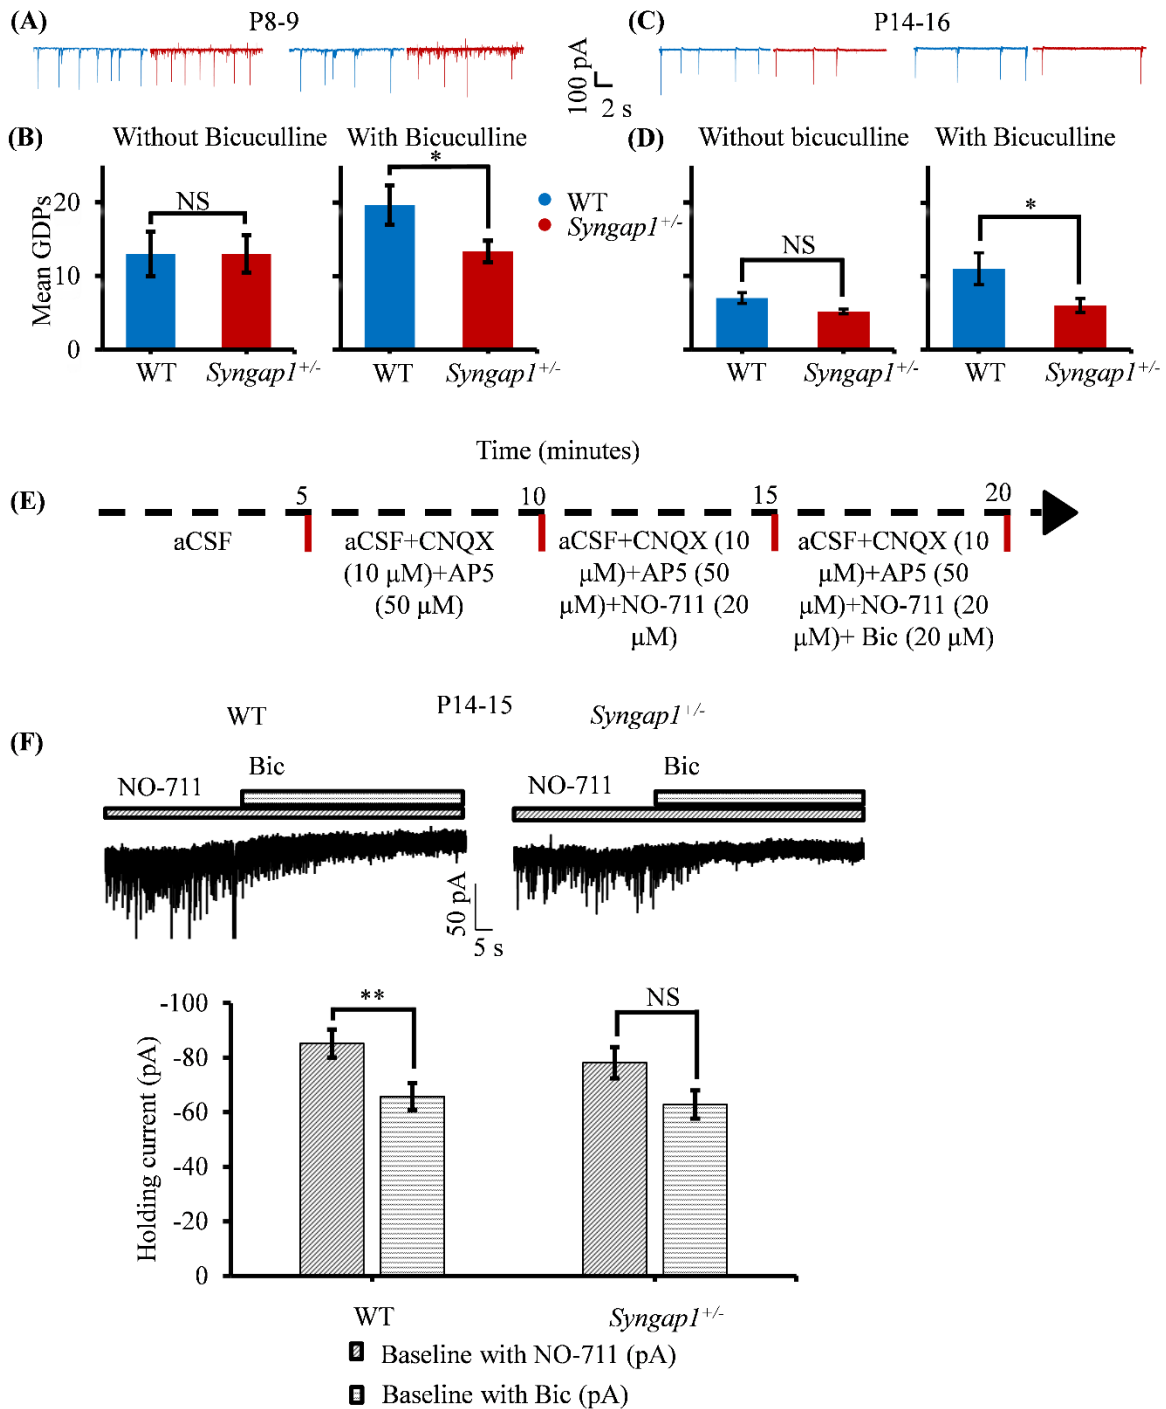 (A)
P8-9
(C)
P14-16
100 pA
2 s
(B)
Without Bicuculline
With Bicuculline
(D)
Without bicuculline
With Bicuculline
Mean GDPs
20
10
0
NS
*
WT
Syngap1+/-
NS
*
WT
Syngap1+/-
WT
Syngap1+/-
WT
Syngap1+/-
WT
Syngap1+/-
Time (minutes)
(E)
5
10
15
20
aCSF
aCSF+CNQX
(10 μM)+AP5
(50 μM)
aCSF+CNQX (10
μM)+AP5 (50
μM)+NO-711 (20
μM)
aCSF+CNQX (10
μM)+AP5 (50
μM)+NO-711 (20
μM)+ Bic (20 μM)
P14-15
WT
Syngap1+/-
(F)
NO-711
Bic
NO-711
Bic
50 pA
5 s
Holding current (pA)
-100
-80
-60
-40
-20
0
**
NS
WT
Syngap1+/-
Baseline with NO-711 (pA)
Baseline with Bic (pA)